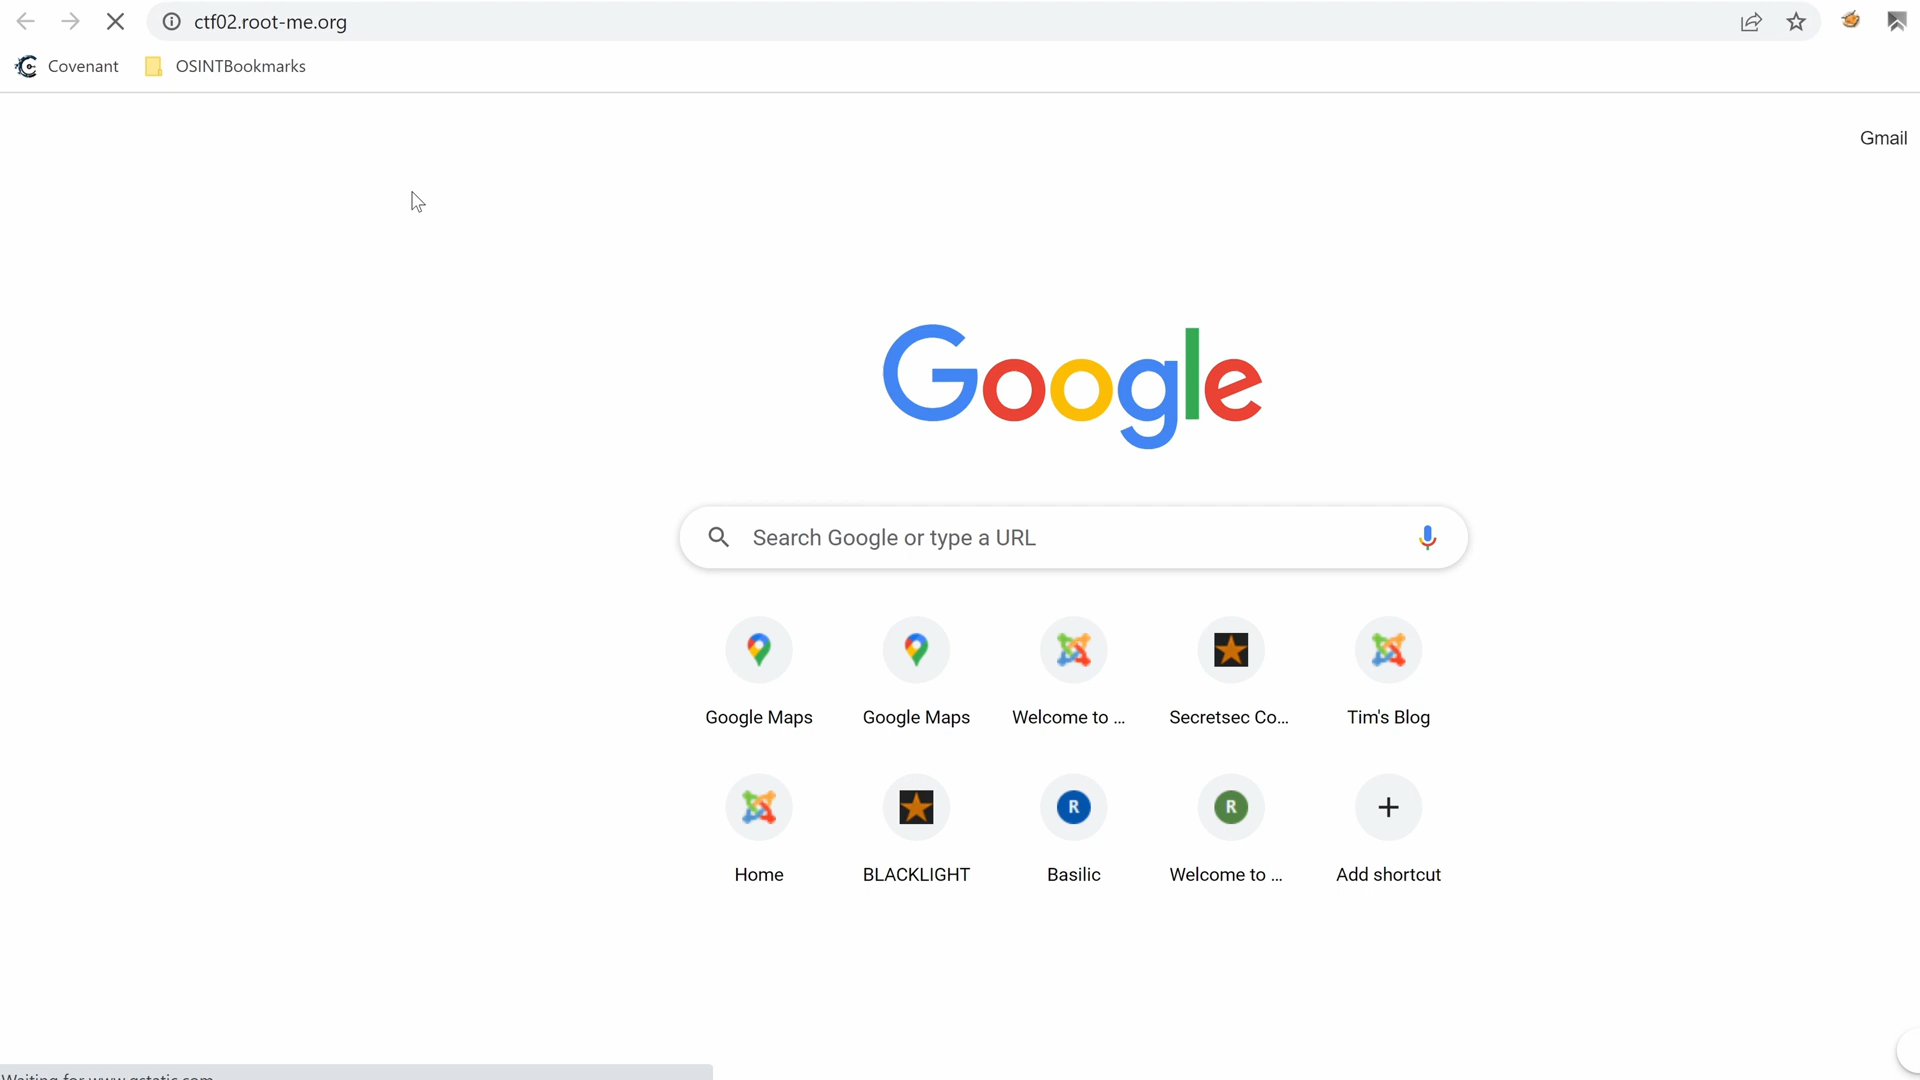 ctf02.root-me.org
Covenant
OSINTBookmarks
Gmail
Google
Search Google or type a URL
Google Maps
Google Maps
Welcome to ...
Secretsec Co...
Tim's Blog
Home
BLACKLIGHT
R
Basilic
R
Welcome to ...
Add shortcut
Waiting for www.gstatic.com